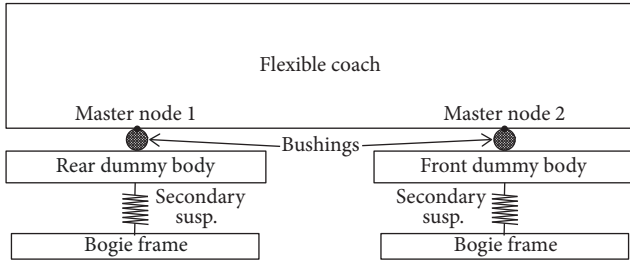 Flexible coach
Master node 1
Master node 2
Bushings
Rear dummy body
Front dummy body
Secondary
susp.
Secondary
susp.
Bogie frame
Bogie frame